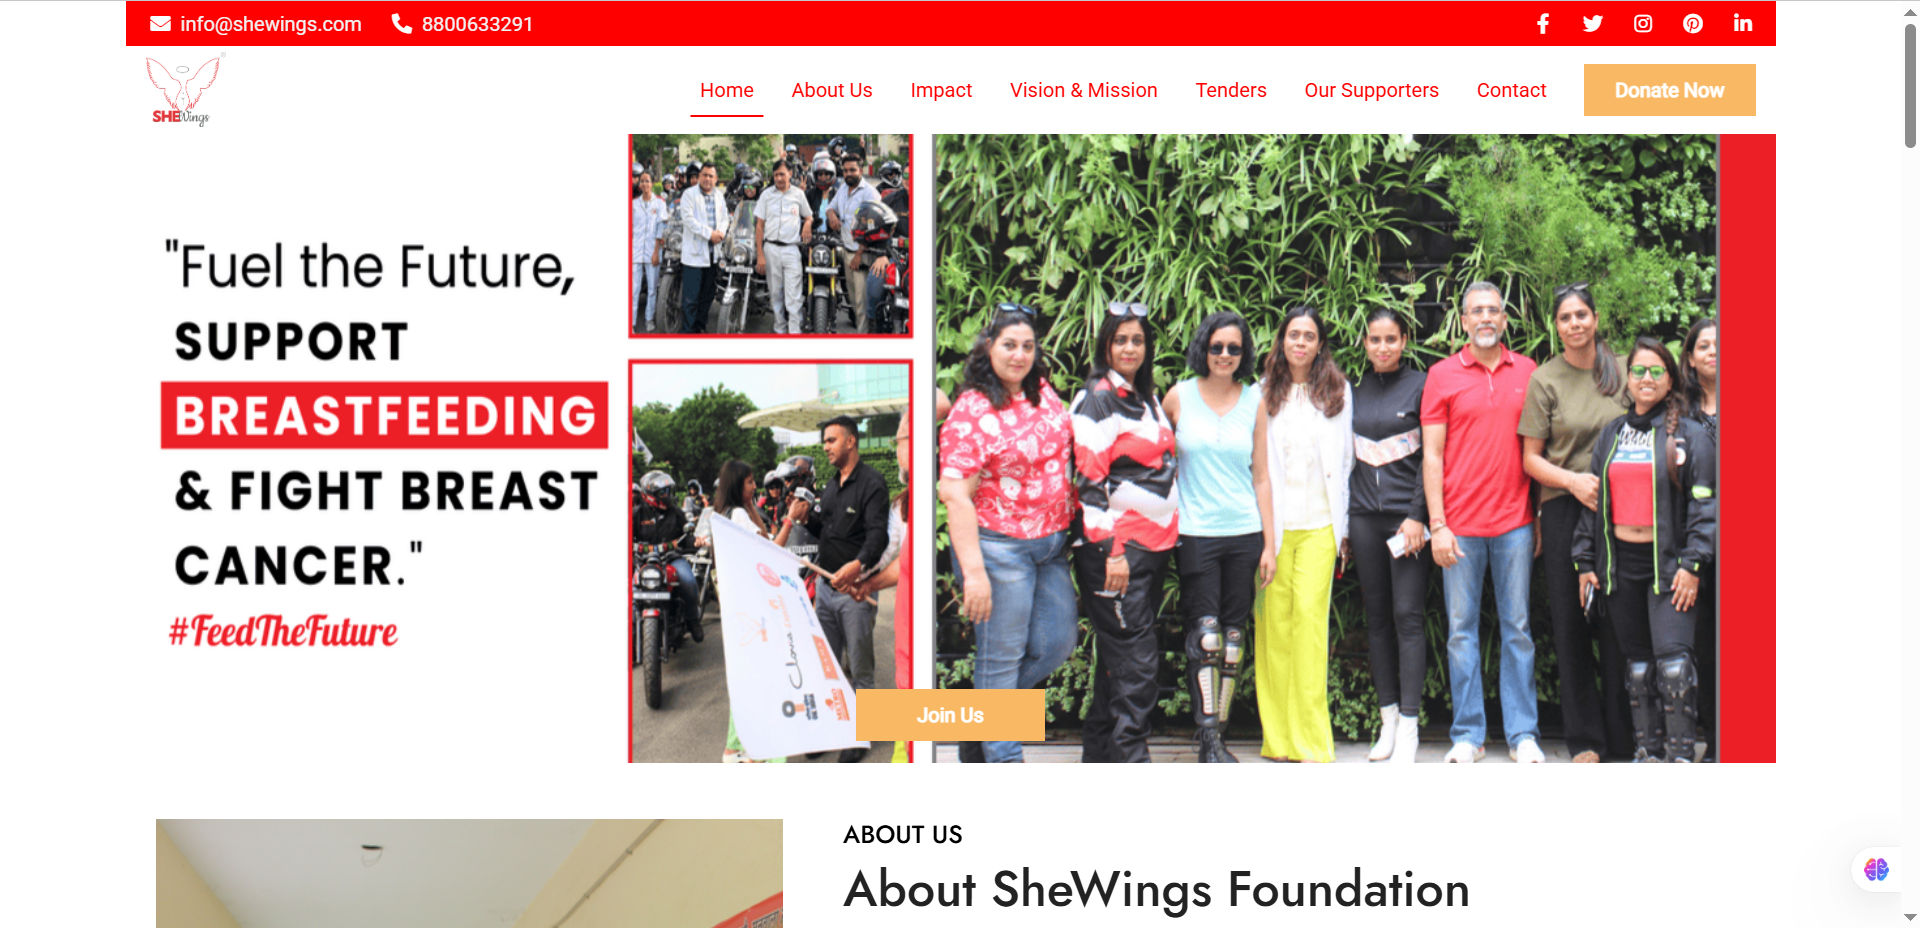 info@shewings.com 8800633291
SHEWings
Home About Us Impact Vision & Mission Tenders Our Supporters Contact Donate Now
"Fuel the Future,
SUPPORT
BREASTFEEDING
& FIGHT BREAST
CANCER."
#FeedTheFuture
Clovia
Join Us
ABOUT US
About SheWings Foundation